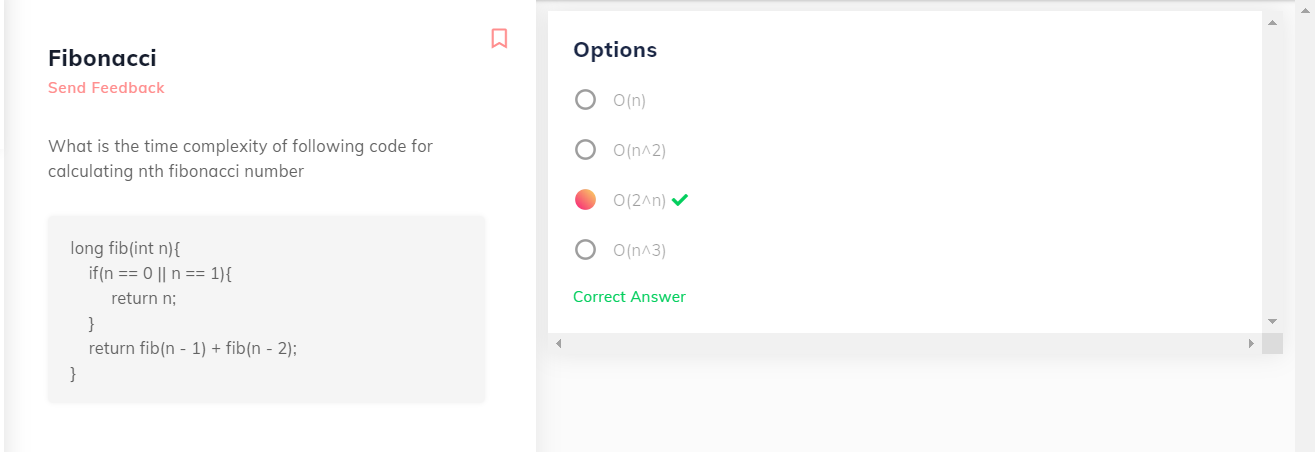 Fibonacci
Send Feedback
What is the time complexity of following code for
calculating nth fibonacci number
long fib(int n){
if(n == 0 || n == 1){
return n;
}
return fib(n - 1) + fib(n - 2);
}
Options
O(n)
O(n^2)
O(2^n)
O(n^3)
Correct Answer